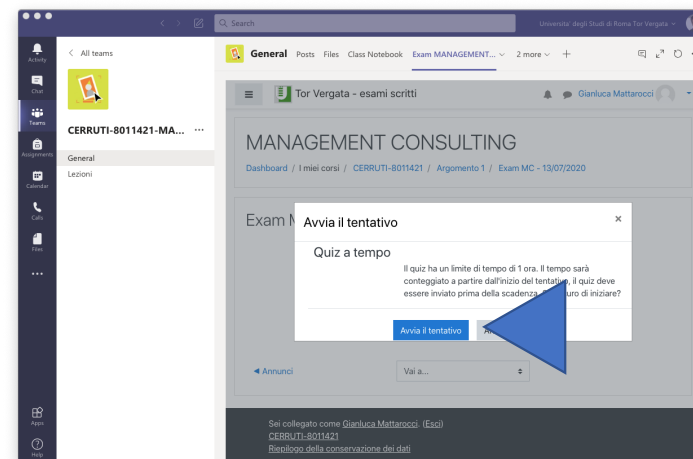 Search
Universita' degli Studi di Roma Tor Vergata
Activity
Chat
Teams
Assignments
Calendar
Calls
Files
Apps
Help
All teams
CERRUTI-8011421-MA... ...
General
Lezioni
General Posts Files Class Notebook Exam MANAGEMENT... 2 more +
Tor Vergata - esami scritti
Gianluca Mattarocci
MANAGEMENT CONSULTING
Dashboard / I miei corsi / CERRUTI-8011421 / Argomento 1 / Exam MC - 13/07/2020
Exam
Avvia il tentativo ×
Quiz a tempo
Il quiz ha un limite di tempo di 1 ora. Il tempo sarà
conteggiato a partire dall'inizio del tentativo, il quiz deve
essere inviato prima della scadenza. di iniziare?
Avvia il tentativo
◄ Annunci
Vai a...
Sei collegato come Gianluca Mattarocci. (Esci)
CERRUTI-8011421
Riepilogo della conservazione dei dati